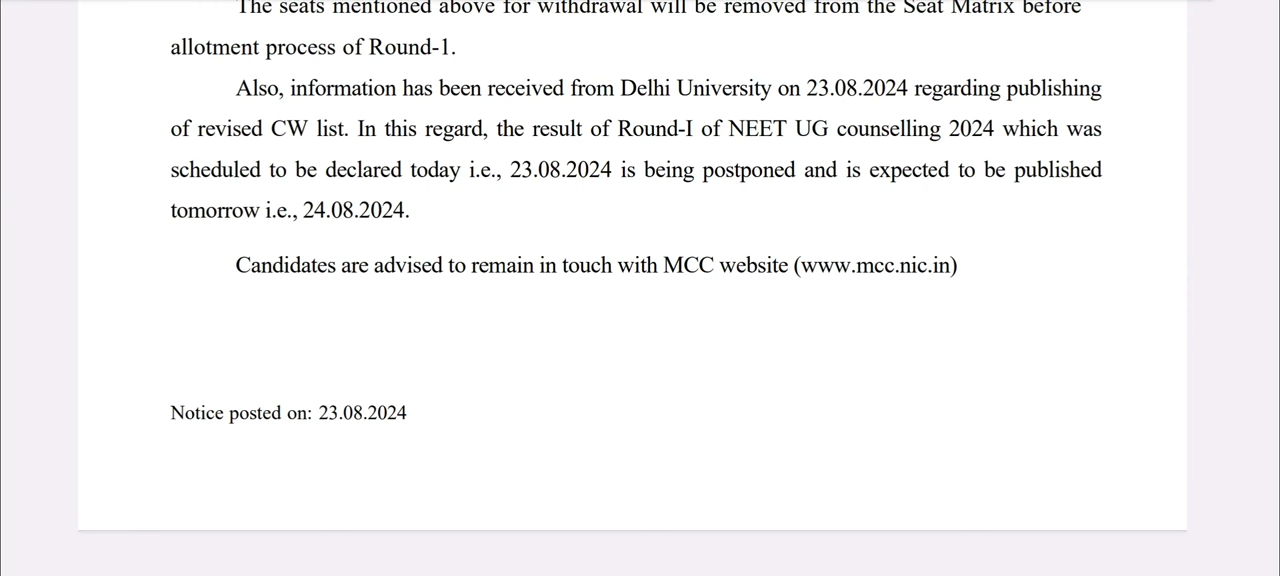 The seats mentioned above for withdrawal will be removed from the Seat Matrix before
allotment process of Round-1.
Also, information has been received from Delhi University on 23.08.2024 regarding publishing
of revised CW list. In this regard, the result of Round-I of NEET UG counselling 2024 which was
scheduled to be declared today i.e., 23.08.2024 is being postponed and is expected to be published
tomorrow i.e., 24.08.2024.
Candidates are advised to remain in touch with MCC website (www.mcc.nic.in)
Notice posted on: 23.08.2024